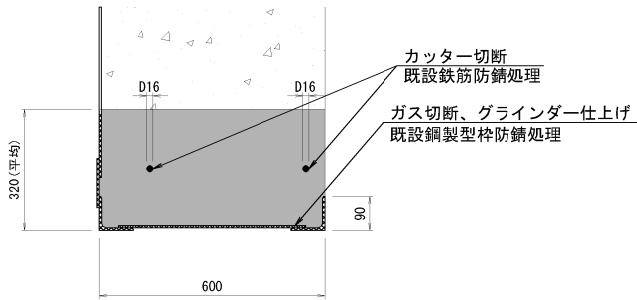 カッター切断
既設鉄筋防錆処理
D16
D16
ガス切断、グラインダー仕上げ
既設鋼製型枠防錆処理
320(平均)
90
600